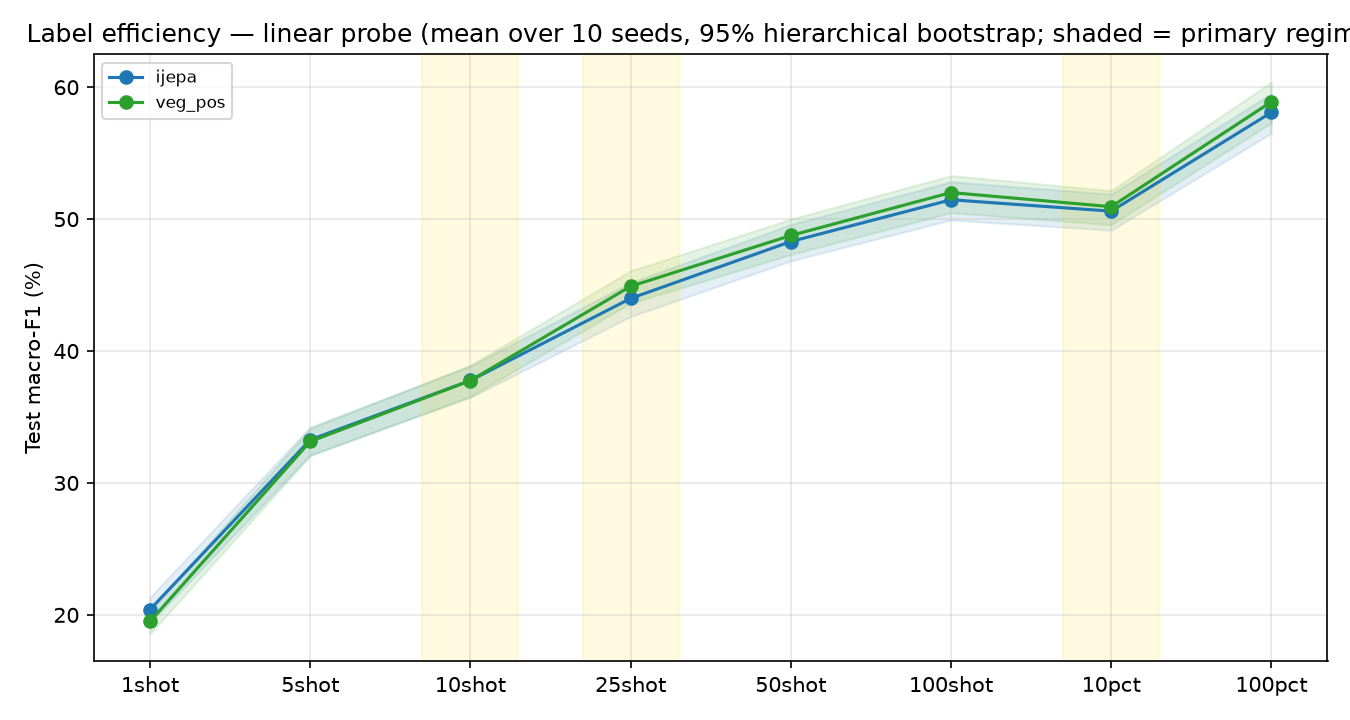 Label efficiency — linear probe (mean over 10 seeds, 95% hierarchical bootstrap; shaded = primary regim
ijepa
veg_pos
Test macro-F1 (%)
60
50
40
30
20
1shot
5shot
10shot
25shot
50shot
100shot
10pct
100pct